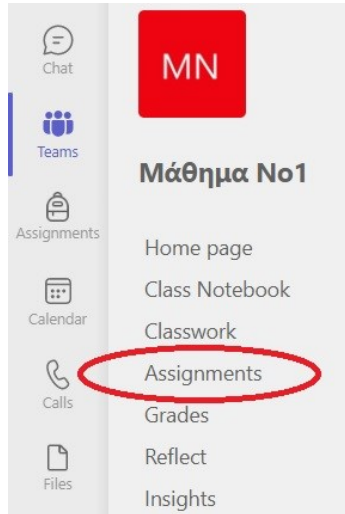 Chat
Teams
Assignments
Calendar
Calls
Files
MN
Μάθημα Νο1
Home page
Class Notebook
Classwork
Assignments
Grades
Reflect
Insights